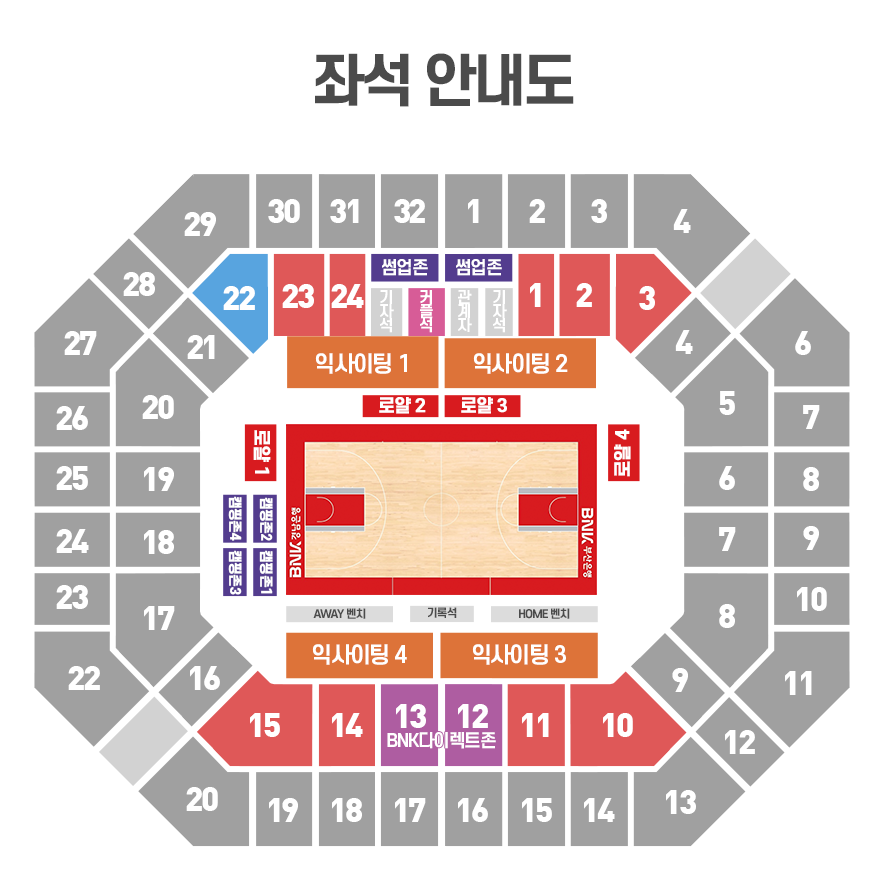 좌석 안내도
29 30 31 32 1 2 3 4
28
22 23 24 썸업존 썸업존 1 2 3
기자석 커플석 관계자 기자석
27 21 4 6
익사이팅 1 익사이팅 2
26 20 5 7
로얄 2 로얄 3
로얄 1 로얄 4
25 19 6 8
캠핑존4 캠핑존2
캠핑존3 캠핑존1
BNK 경남은행 BNK 부산은행
24 18 7 9
23 17 8 10
AWAY 벤치 기록석 HOME 벤치
익사이팅 4 익사이팅 3
22 16 9 11
15 14 13 12 11 10
BNK다이렉트존
12
20 19 18 17 16 15 14 13